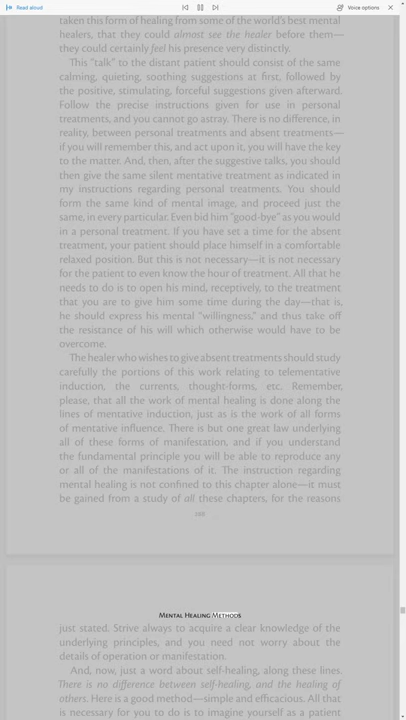 Read aloud
Voice options
taken this form of healing from some of the world's best mental
healers, that they could almost see the healer before them—
they could certainly feel his presence very distinctly.
This "talk" to the distant patient should consist of the same
calming, quieting, soothing suggestions at first, followed by
the positive, stimulating, forceful suggestions given afterward.
Follow the precise instructions given for use in personal
treatments, and you cannot go astray. There is no difference, in
reality, between personal treatments and absent treatments—
if you will remember this, and act upon it, you will have the key
to the matter. And, then, after the suggestive talks, you should
then give the same silent mentative treatment as indicated in
my instructions regarding personal treatments. You should
form the same kind of mental image, and proceed just the
same, in every particular. Even bid him "good-bye" as you would
in a personal treatment. If you have set a time for the absent
treatment, your patient should place himself in a comfortable
relaxed position. But this is not necessary—it is not necessary
for the patient to even know the hour of treatment. All that he
needs to do is to open his mind, receptively, to the treatment
that you are to give him some time during the day—that is,
he should express his mental "willingness," and thus take off
the resistance of his will which otherwise would have to be
overcome.
The healer who wishes to give absent treatments should study
carefully the portions of this work relating to telementative
induction, the currents, thought-forms, etc. Remember,
please, that all the work of mental healing is done along the
lines of mentative induction, just as is the work of all forms
of mentative influence. There is but one great law underlying
all of these forms of manifestation, and if you understand
the fundamental principle you will be able to reproduce any
or all of the manifestations of it. The instruction regarding
mental healing is not confined to this chapter alone—it must
be gained from a study of all these chapters, for the reasons
Mental Healing Methods
just stated. Strive always to acquire a clear knowledge of the
underlying principles, and you need not worry about the
details of operation or manifestation.
And, now, just a word about self-healing, along these lines.
There is no difference between self-healing, and the healing of
others. Here is a good method—simple and efficacious. All that
is necessary for you to do is to imagine yourself as a patient